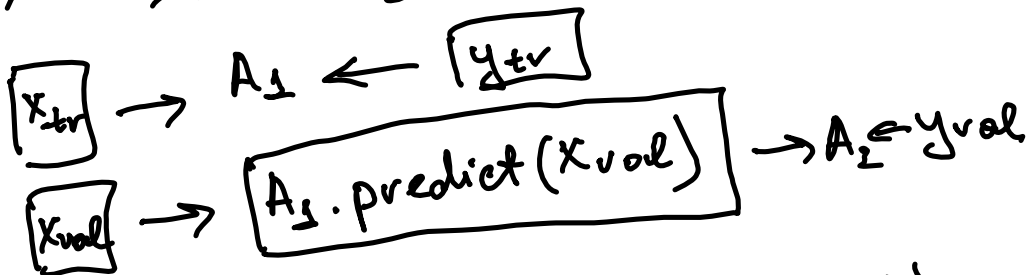 X_tr → A_1 ← y_tr
X_val → A_1.predict(X_val) → A_2 ← y_val